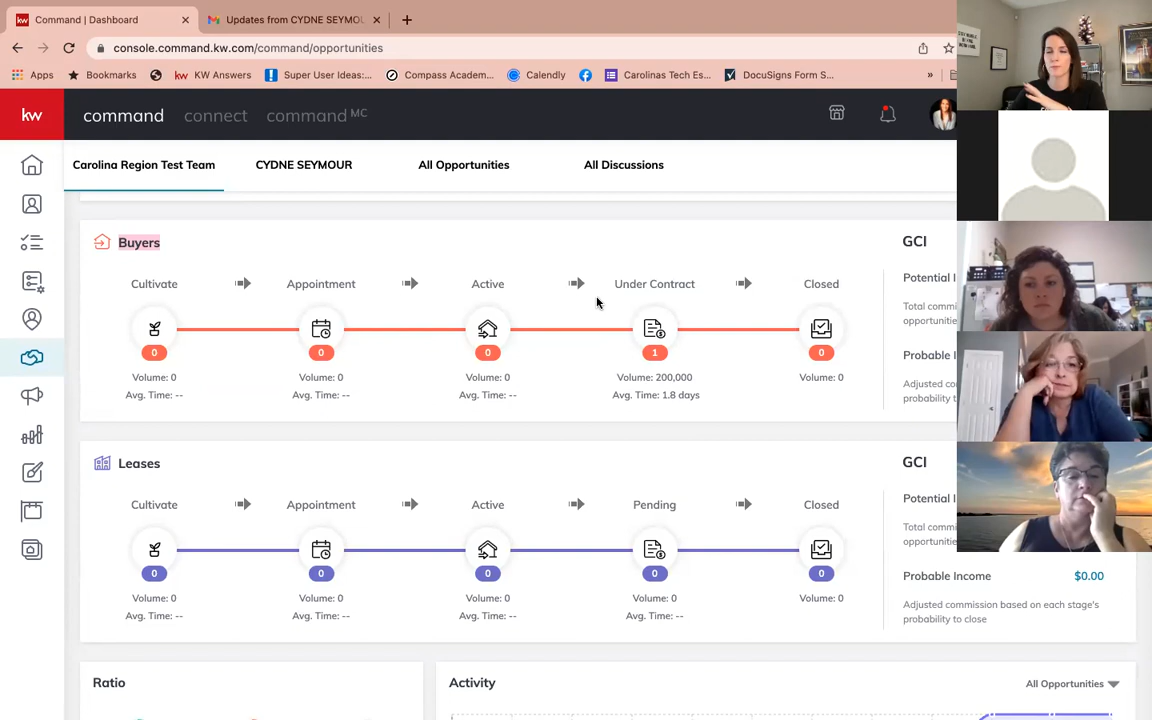 kw Command | Dashboard
Updates from CYDNE SEYMOU
console.command.kw.com/command/opportunities
Apps Bookmarks kw KW Answers Super User Ideas:... Compass Academ... Calendly Carolinas Tech Es... DocuSigns Form S... »
kw command connect command MC
Carolina Region Test Team CYDNE SEYMOUR All Opportunities All Discussions
Buyers
GCI
Cultivate Appointment Active Under Contract Closed
Potential I
Total commi
opportunities
0 0 0 1 0
Probable I
Volume: 0 Volume: 0 Volume: 0 Volume: 200,000 Volume: 0
Adjusted co
Avg. Time: -- Avg. Time: -- Avg. Time: -- Avg. Time: 1.8 days
probability t
Leases
GCI
Cultivate Appointment Active Pending Closed
Potential I
Total commi
opportunities
0 0 0 0 0
Probable Income $0.00
Volume: 0 Volume: 0 Volume: 0 Volume: 0 Volume: 0
Adjusted commission based on each stage's
Avg. Time: -- Avg. Time: -- Avg. Time: -- Avg. Time: --
probability to close
Ratio
Activity
All Opportunities